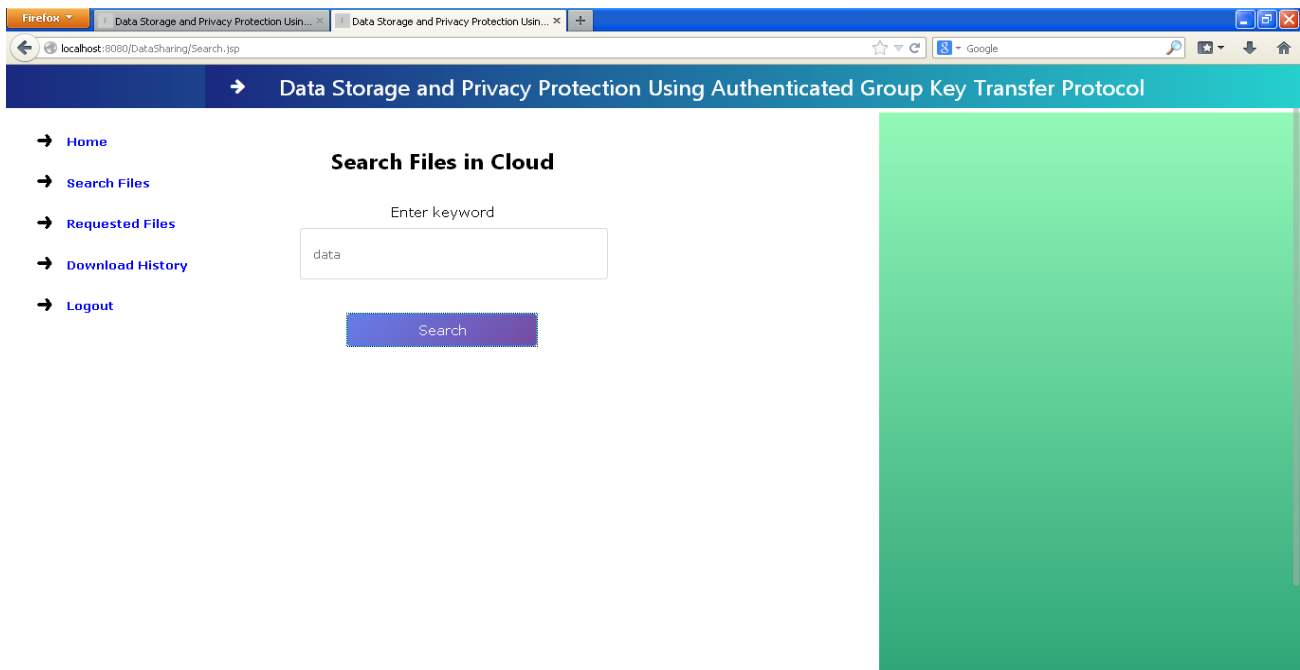 Firefox
Data Storage and Privacy Protection Usin...
Data Storage and Privacy Protection Usin...
localhost:8080/DataSharing/Search.jsp
Google
Data Storage and Privacy Protection Using Authenticated Group Key Transfer Protocol
Home
Search Files
Requested Files
Download History
Logout
Search Files in Cloud
Enter keyword
data
Search